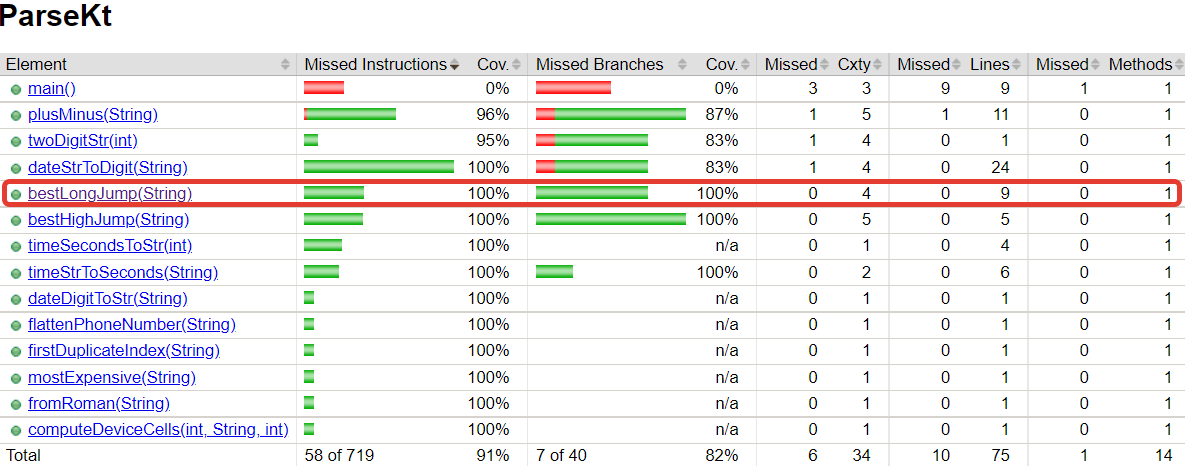 ParseKt
Element Missed Instructions Cov. Missed Branches Cov. Missed Cxty Missed Lines Missed Methods
main() 0% 0% 3 3 9 9 1 1
plusMinus(String) 96% 87% 1 5 1 11 0 1
twoDigitStr(int) 95% 83% 1 4 0 1 0 1
dateStrToDigit(String) 100% 83% 1 4 0 24 0 1
bestLongJump(String) 100% 100% 0 4 0 9 0 1
bestHighJump(String) 100% 100% 0 5 0 5 0 1
timeSecondsToStr(int) 100% n/a 0 1 0 4 0 1
timeStrToSeconds(String) 100% 100% 0 2 0 6 0 1
dateDigitToStr(String) 100% n/a 0 1 0 1 0 1
flattenPhoneNumber(String) 100% n/a 0 1 0 1 0 1
firstDuplicateIndex(String) 100% n/a 0 1 0 1 0 1
mostExpensive(String) 100% n/a 0 1 0 1 0 1
fromRoman(String) 100% n/a 0 1 0 1 0 1
computeDeviceCells(int, String, int) 100% n/a 0 1 0 1 0 1
Total 58 of 719 91% 7 of 40 82% 6 34 10 75 1 14